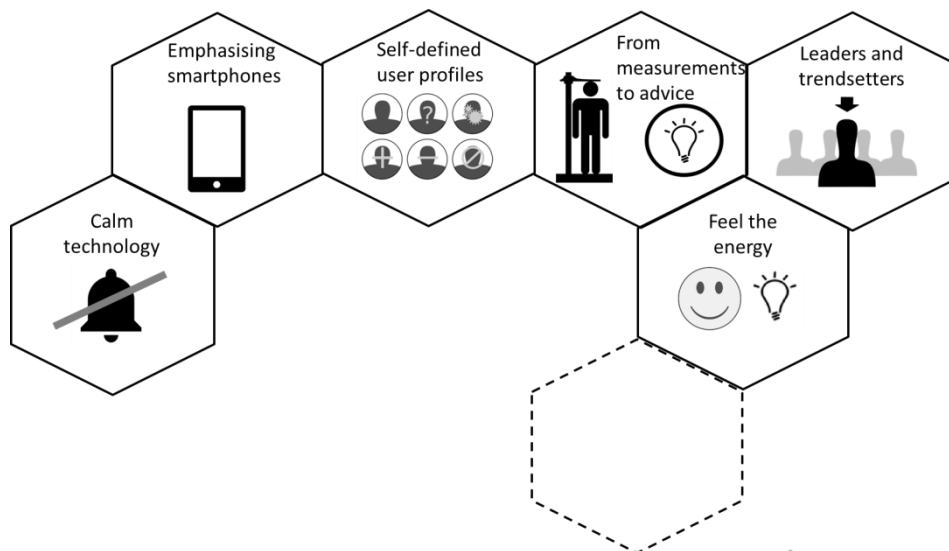 Emphasising
smartphones
Self-defined
user profiles
From
measurements
to advice
Leaders and
trendsetters
Calm
technology
Feel the
energy